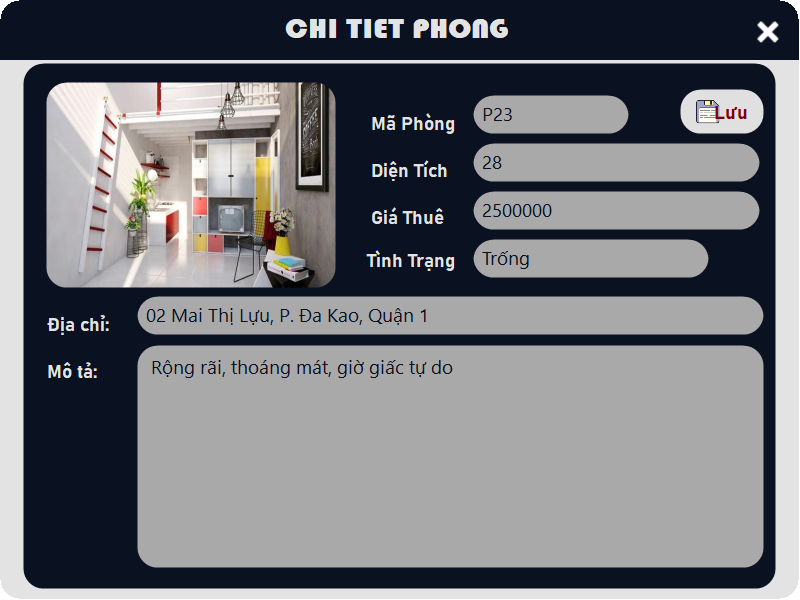 CHI TIET PHONG
Mã Phòng P23 Lưu
Diện Tích 28
Giá Thuê 2500000
Tình Trạng Trống
Địa chỉ: 02 Mai Thị Lựu, P. Đa Kao, Quận 1
Mô tả: Rộng rãi, thoáng mát, giờ giấc tự do